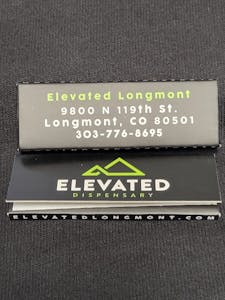 Elevated Longmont
9800 N 119th St.
Longmont, CO 80501
303-776-8695
ELEVATED
DISPENSARY
ELEVATEDLONGMONT.COM